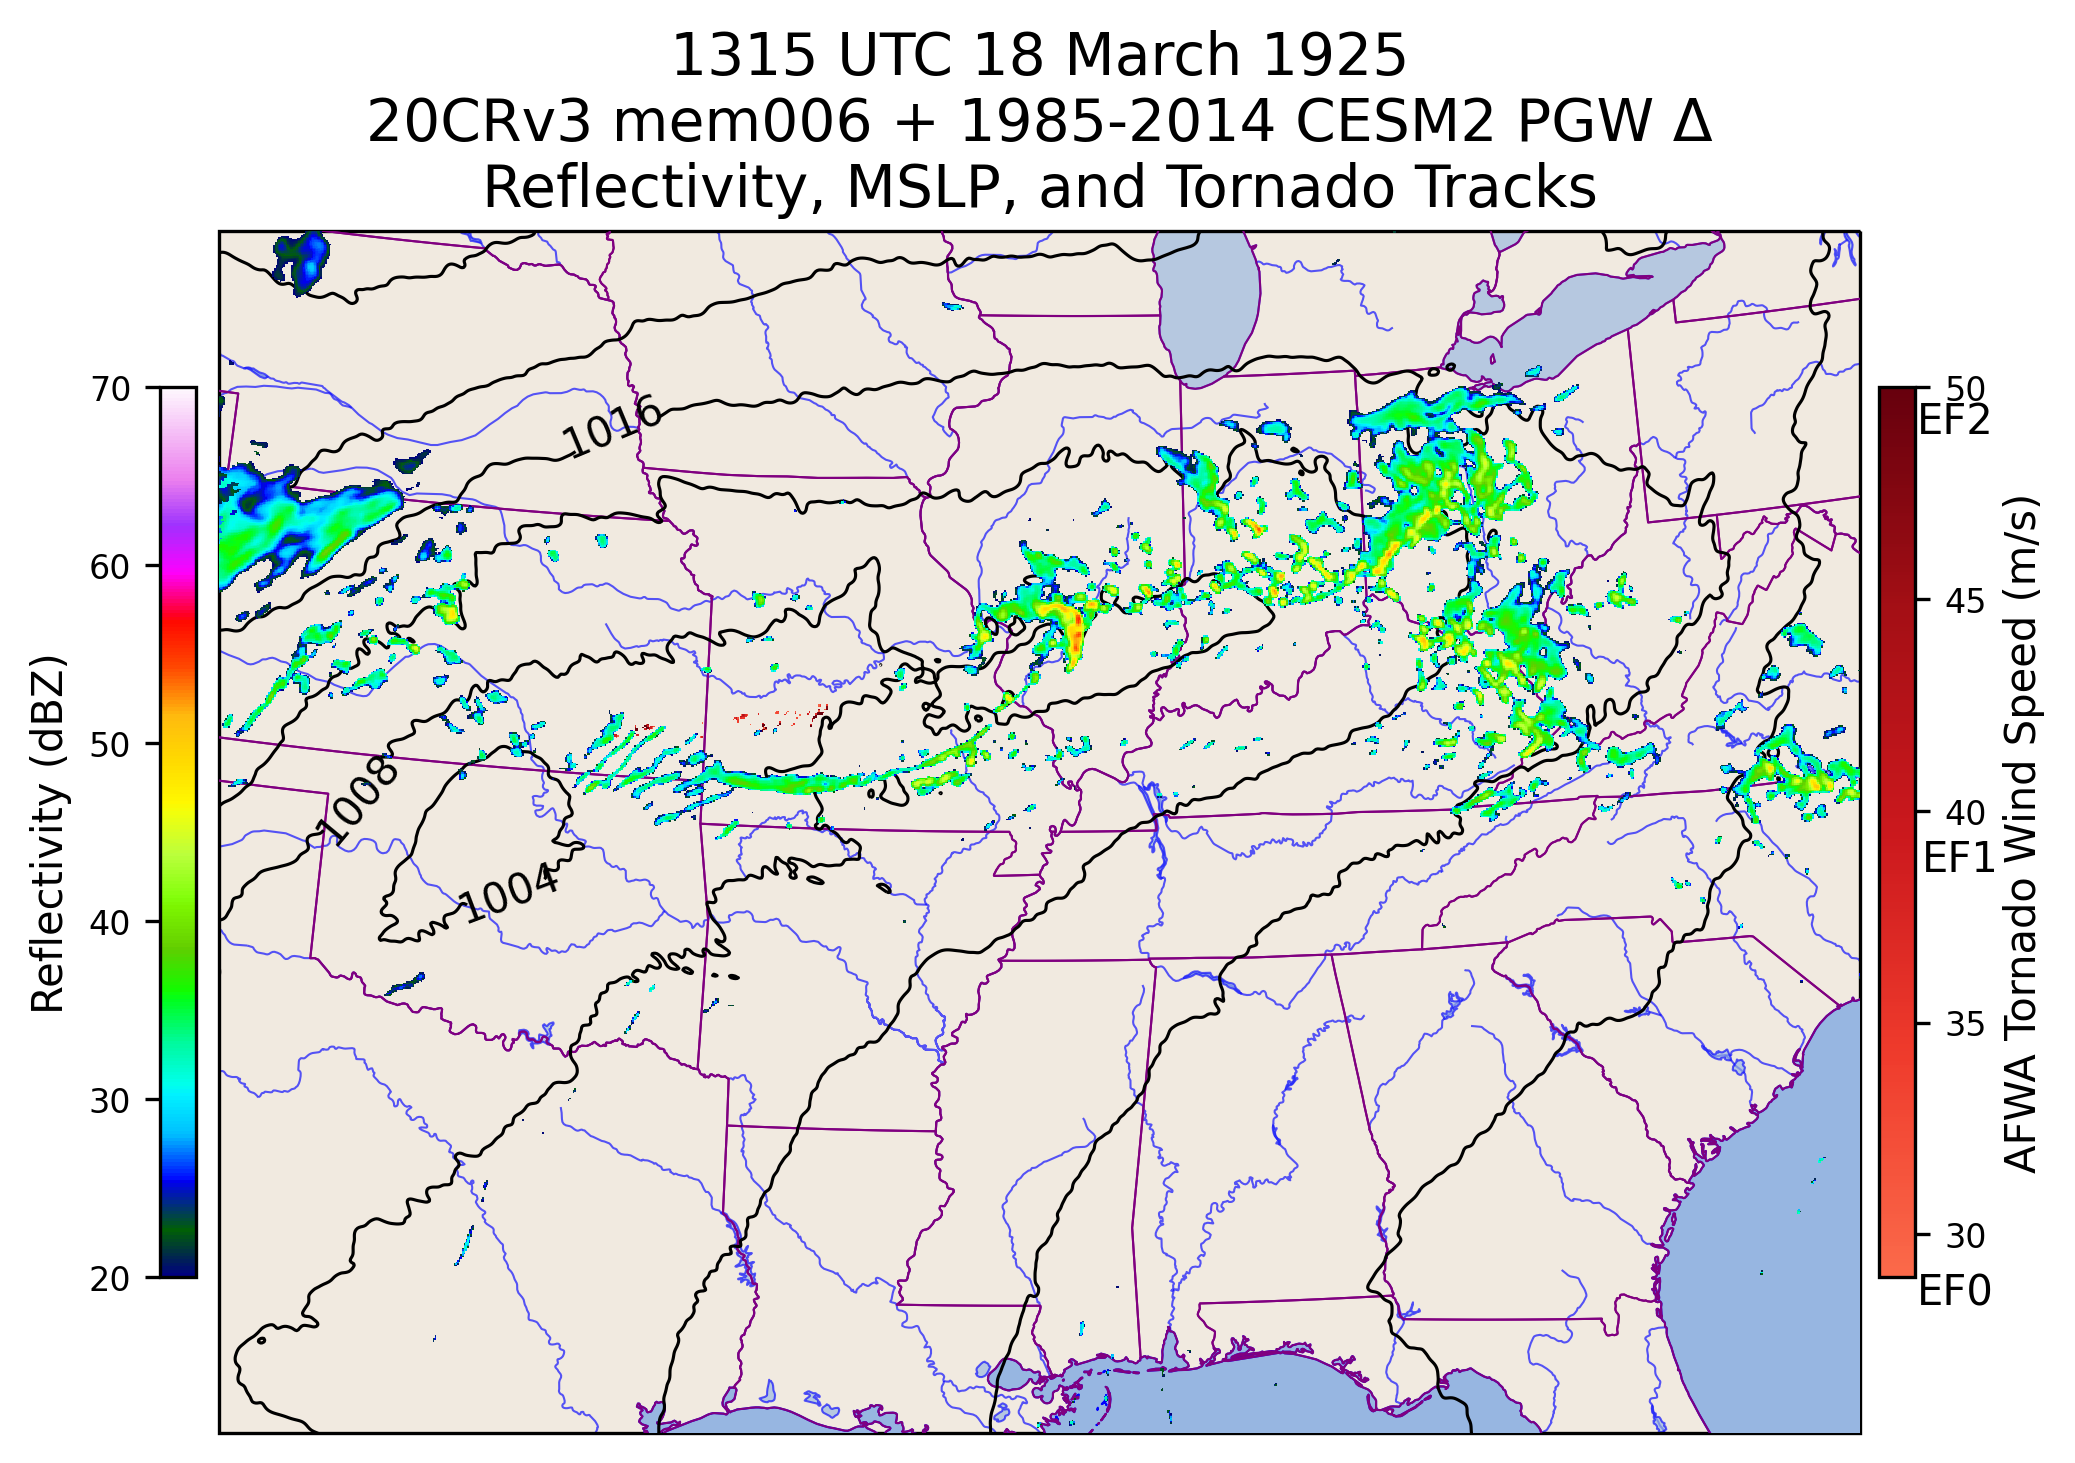 1315 UTC 18 March 1925
20CRv3 mem006 + 1985-2014 CESM2 PGW Δ
Reflectivity, MSLP, and Tornado Tracks
70
60
50
40
30
20
Reflectivity (dBZ)
1016
1008
1004
50
EF2
45
40
EF1
35
30
EF0
AFWA Tornado Wind Speed (m/s)